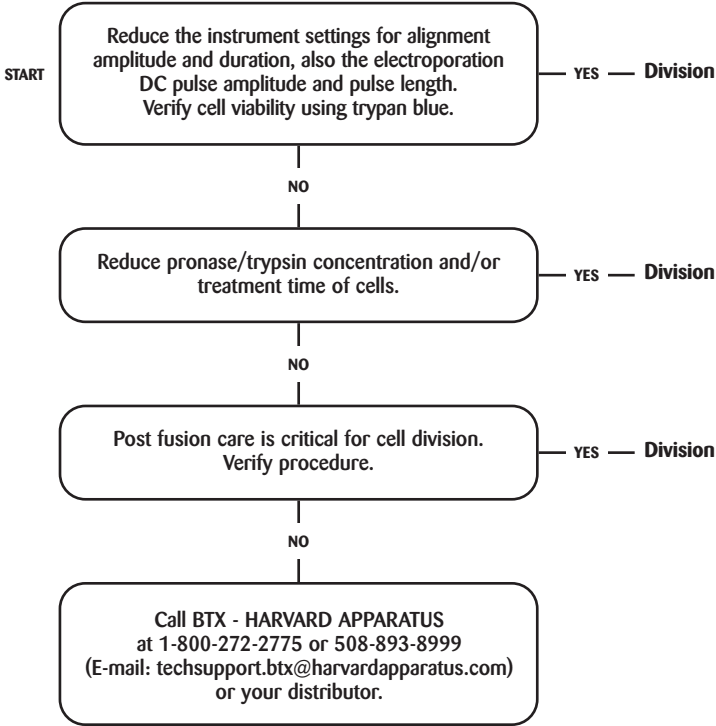 START
Reduce the instrument settings for alignment
amplitude and duration, also the electroporation
DC pulse amplitude and pulse length.
Verify cell viability using trypan blue.
YES
Division
NO
Reduce pronase/trypsin concentration and/or
treatment time of cells.
YES
Division
NO
Post fusion care is critical for cell division.
Verify procedure.
YES
Division
NO
Call BTX - HARVARD APPARATUS
at 1-800-272-2775 or 508-893-8999
(E-mail: techsupport.btx@harvardapparatus.com)
or your distributor.